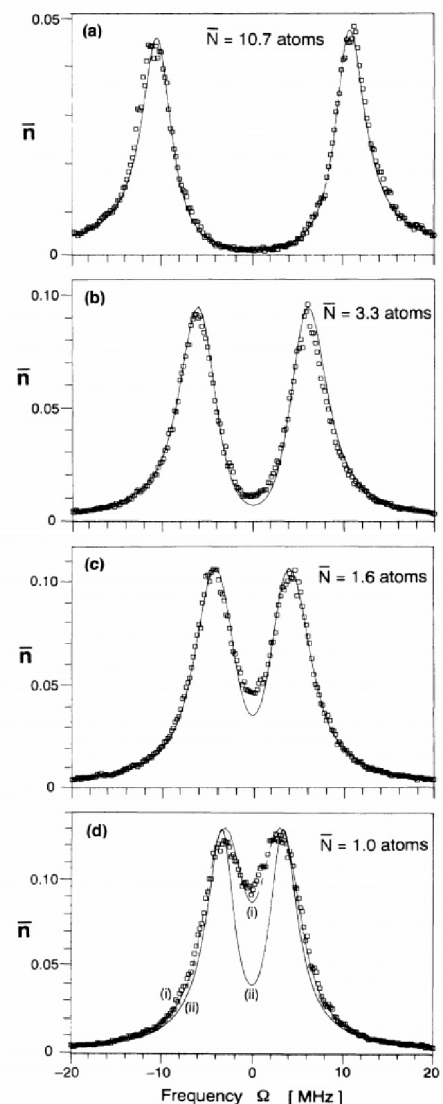 0.05
(a)
N̄ = 10.7 atoms
n̄
0
0.10
(b)
N̄ = 3.3 atoms
n̄
0.05
0
(c)
N̄ = 1.6 atoms
0.10
n̄
0.05
0
(d)
N̄ = 1.0 atoms
0.10
(i)
n̄
0.05
(i)
(ii)
(ii)
0
-20
-10
0
10
20
Frequency Ω [MHz]